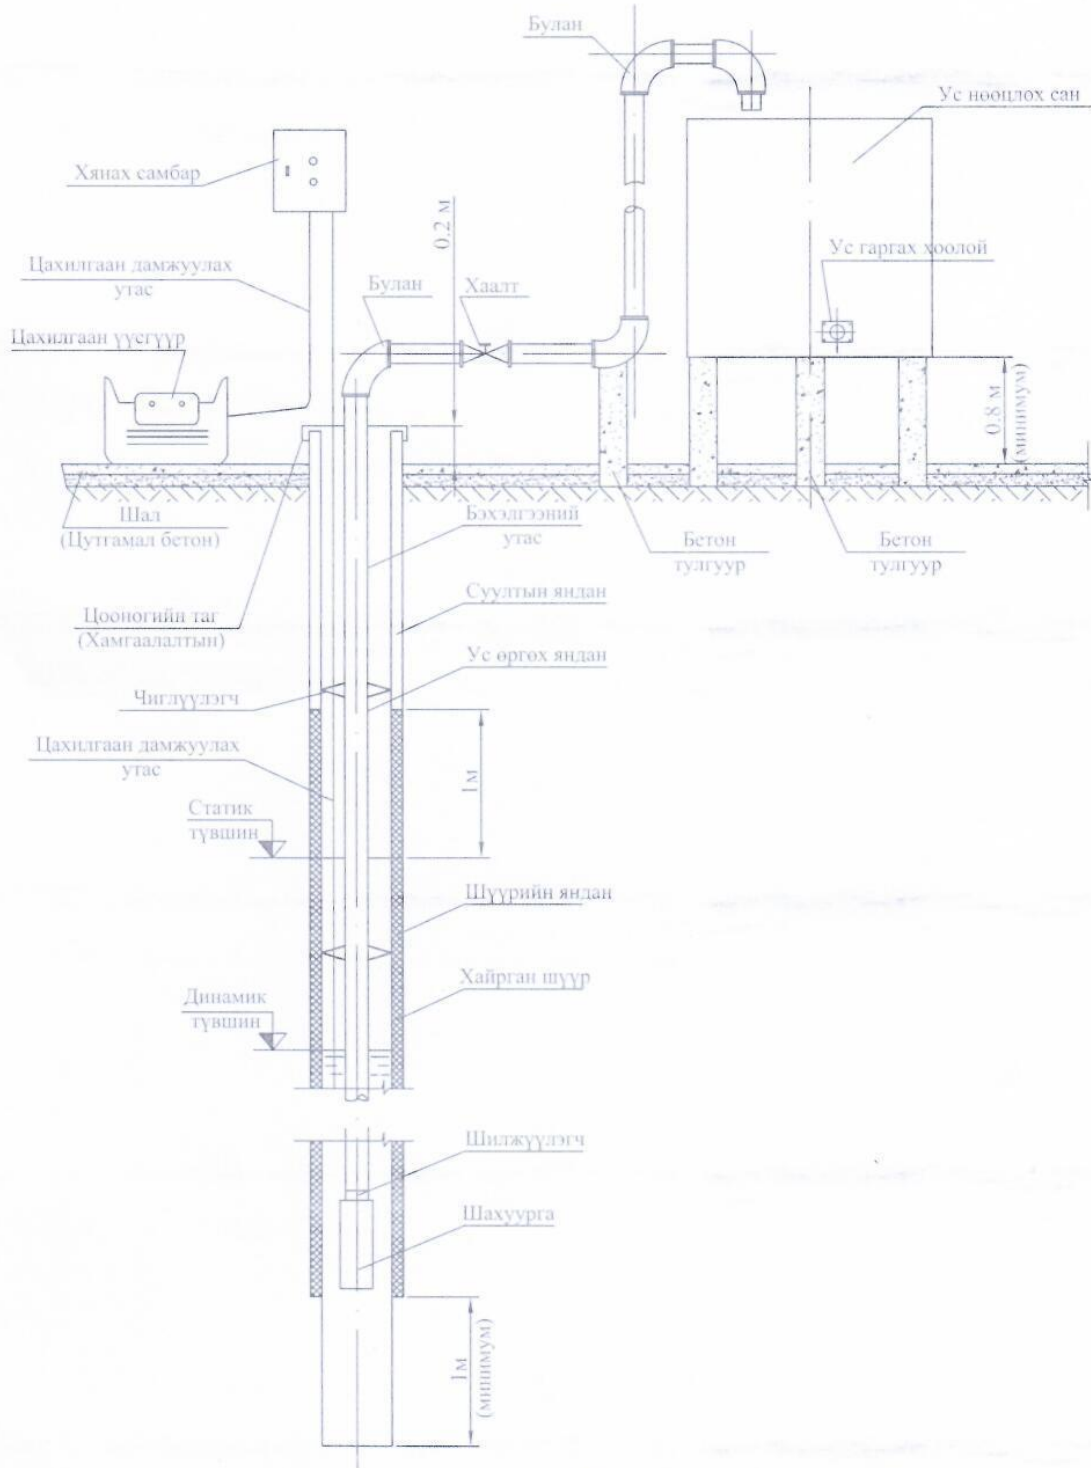 Булан
Ус нөөцлөх сан
Хянах самбар
0.2 м
Ус гаргах хоолой
Цахилгаан дамжуулах
утас
Булан
Хаалт
Цахилгаан үүсгүүр
0.8 м
(минимум)
Шал
(Цутгамал бетон)
Бэхэлгээний
утас
Бетон
тулгуур
Бетон
тулгуур
Цооногийн таг
(Хамгаалалтын)
Суултын яндан
Ус өргөх яндан
Чиглүүлэгч
Цахилгаан дамжуулах
утас
1м
Статик
түвшин
Шүүрийн яндан
Хайрган шүүр
Динамик
түвшин
Шилжүүлэгч
Шахуурга
1м
(минимум)